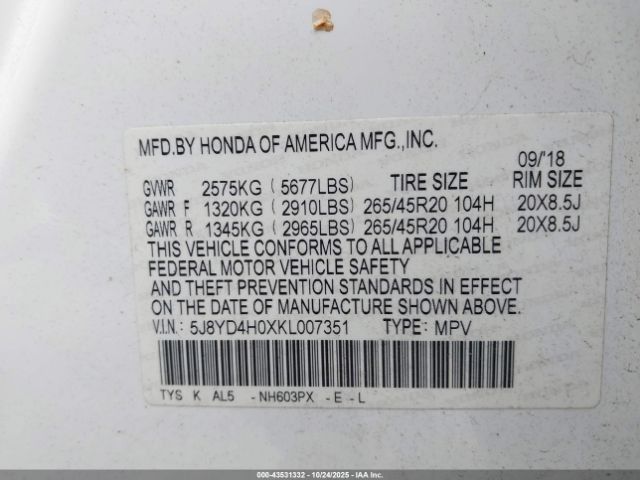 MFD.BY HONDA OF AMERICA MFG.,INC.
09/'18
GVWR 2575KG ( 5677LBS) TIRE SIZE RIM SIZE
GAWR F 1320KG ( 2910LBS) 265/45R20 104H 20X8.5J
GAWR R 1345KG ( 2965LBS) 265/45R20 104H 20X8.5J
THIS VEHICLE CONFORMS TO ALL APPLICABLE
FEDERAL MOTOR VEHICLE SAFETY
AND THEFT PREVENTION STANDARDS IN EFFECT
ON THE DATE OF MANUFACTURE SHOWN ABOVE.
V.I.N.: 5J8YD4H0XKL007351 TYPE: MPV
TYS K AL5 -NH603PX -E-L
000-43531332 - 10/24/2025 - IAAI.com